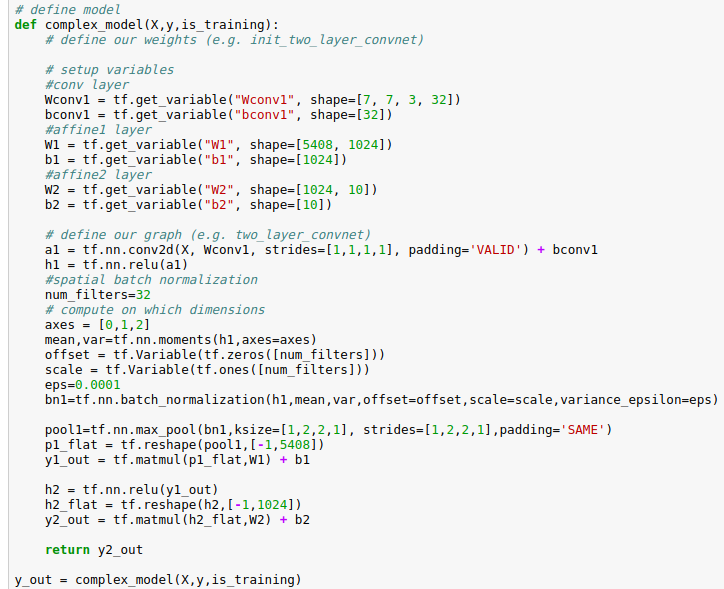 # define model
def complex_model(X,y,is_training):
    # define our weights (e.g. init_two_layer_convnet)

    # setup variables
    #conv layer
    Wconv1 = tf.get_variable("Wconv1", shape=[7, 7, 3, 32])
    bconv1 = tf.get_variable("bconv1", shape=[32])
    #affine1 layer
    W1 = tf.get_variable("W1", shape=[5408, 1024])
    b1 = tf.get_variable("b1", shape=[1024])
    #affine2 layer
    W2 = tf.get_variable("W2", shape=[1024, 10])
    b2 = tf.get_variable("b2", shape=[10])

    # define our graph (e.g. two_layer_convnet)
    a1 = tf.nn.conv2d(X, Wconv1, strides=[1,1,1,1], padding='VALID') + bconv1
    h1 = tf.nn.relu(a1)
    #spatial batch normalization
    num_filters=32
    # compute on which dimensions
    axes = [0,1,2]
    mean,var=tf.nn.moments(h1,axes=axes)
    offset = tf.Variable(tf.zeros([num_filters]))
    scale = tf.Variable(tf.ones([num_filters]))
    eps=0.0001
    bn1=tf.nn.batch_normalization(h1,mean,var,offset=offset,scale=scale,variance_epsilon=eps)

    pool1=tf.nn.max_pool(bn1,ksize=[1,2,2,1], strides=[1,2,2,1],padding='SAME')
    p1_flat = tf.reshape(pool1,[-1,5408])
    y1_out = tf.matmul(p1_flat,W1) + b1

    h2 = tf.nn.relu(y1_out)
    h2_flat = tf.reshape(h2,[-1,1024])
    y2_out = tf.matmul(h2_flat,W2) + b2

    return y2_out

y_out = complex_model(X,y,is_training)